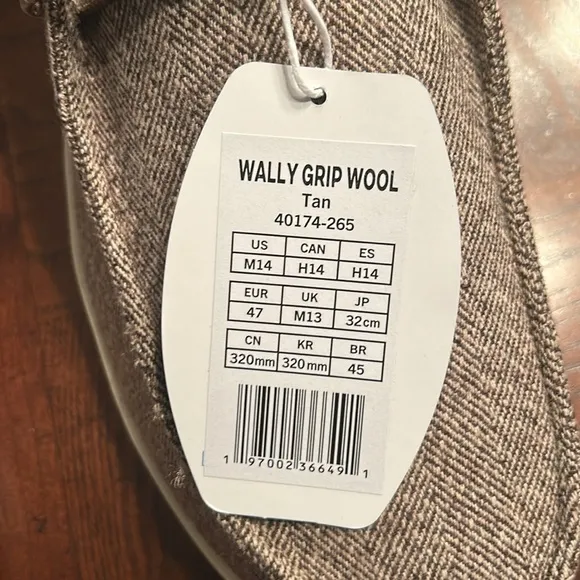 WALLY GRIP WOOL
Tan
40174-265
US CAN ES
M14 H14 H14
EUR UK JP
47 M13 32cm
CN KR BR
320mm 320mm 45
1 97002 36649 1